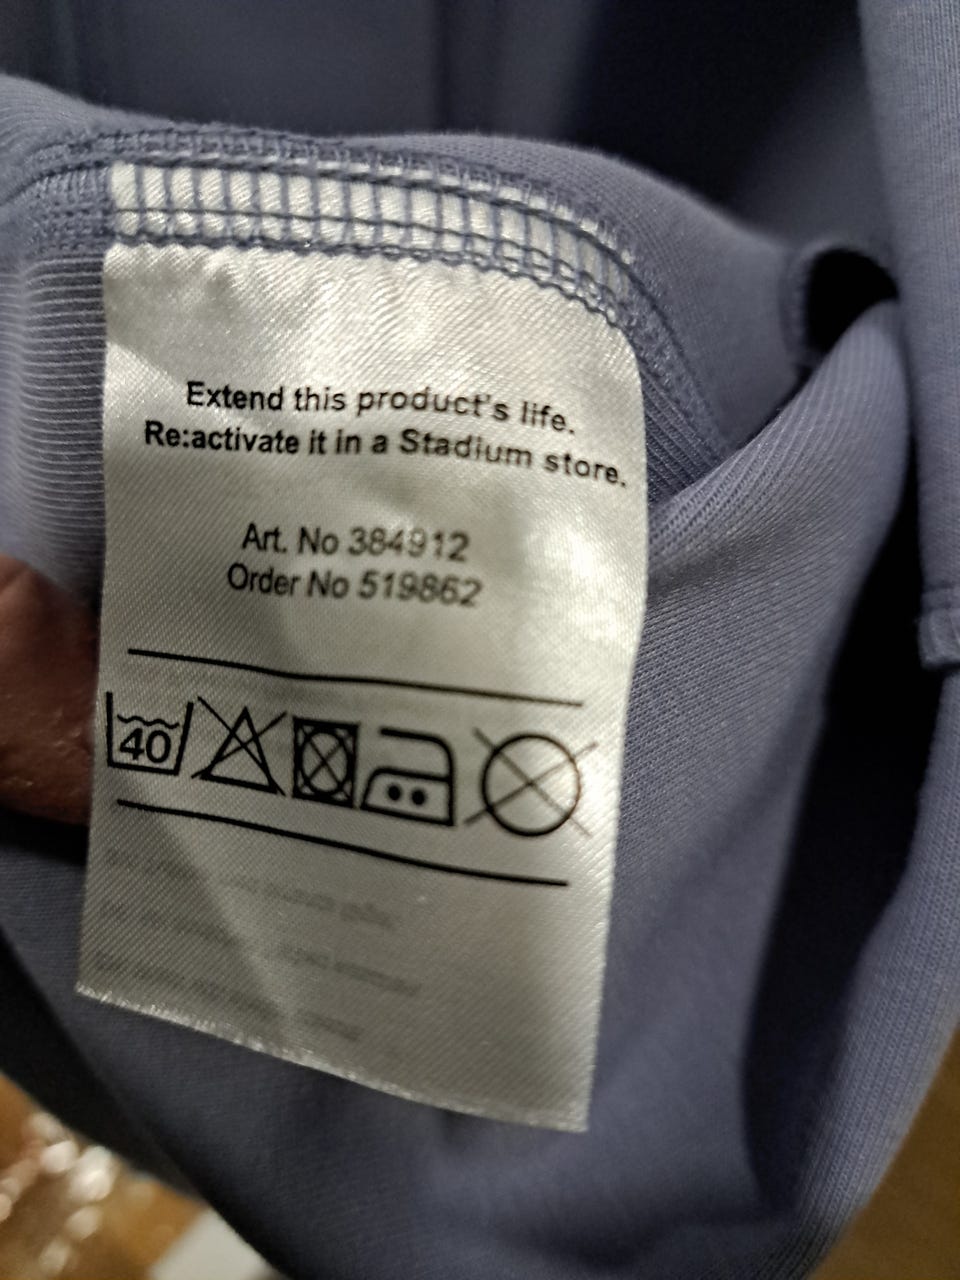 Extend this product's life.
Re:activate it in a Stadium store.
Art. No 384912
Order No 519862
40